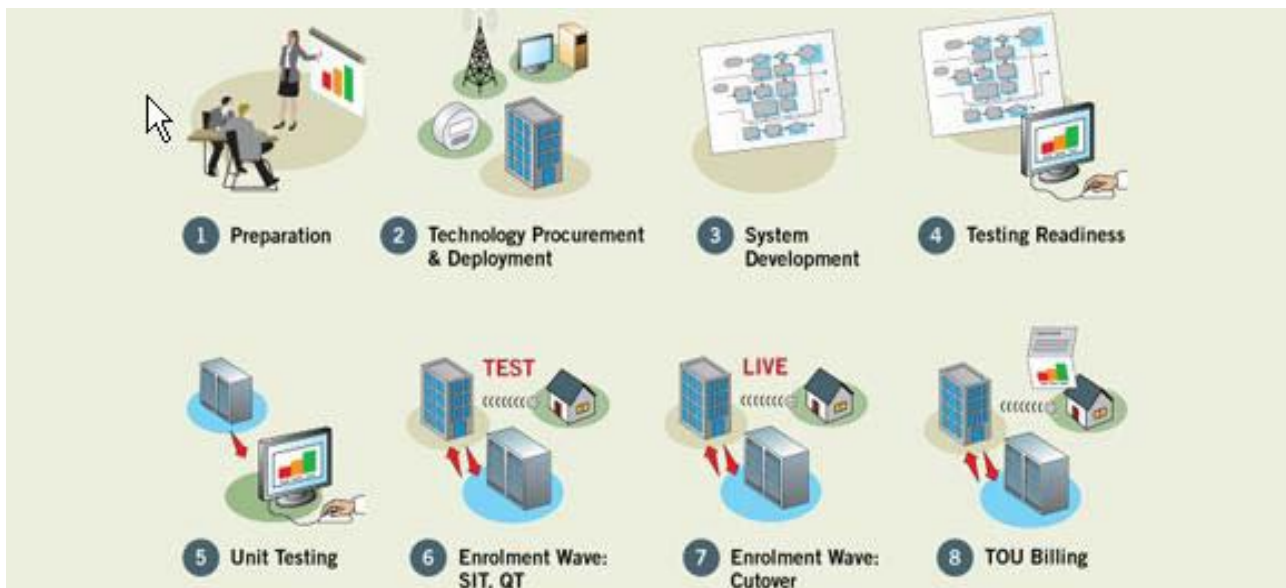 1 Preparation
2 Technology Procurement
& Deployment
3 System
Development
4 Testing Readiness
TEST
LIVE
5 Unit Testing
6 Enrolment Wave:
SIT, QT
7 Enrolment Wave:
Cutover
8 TOU Billing